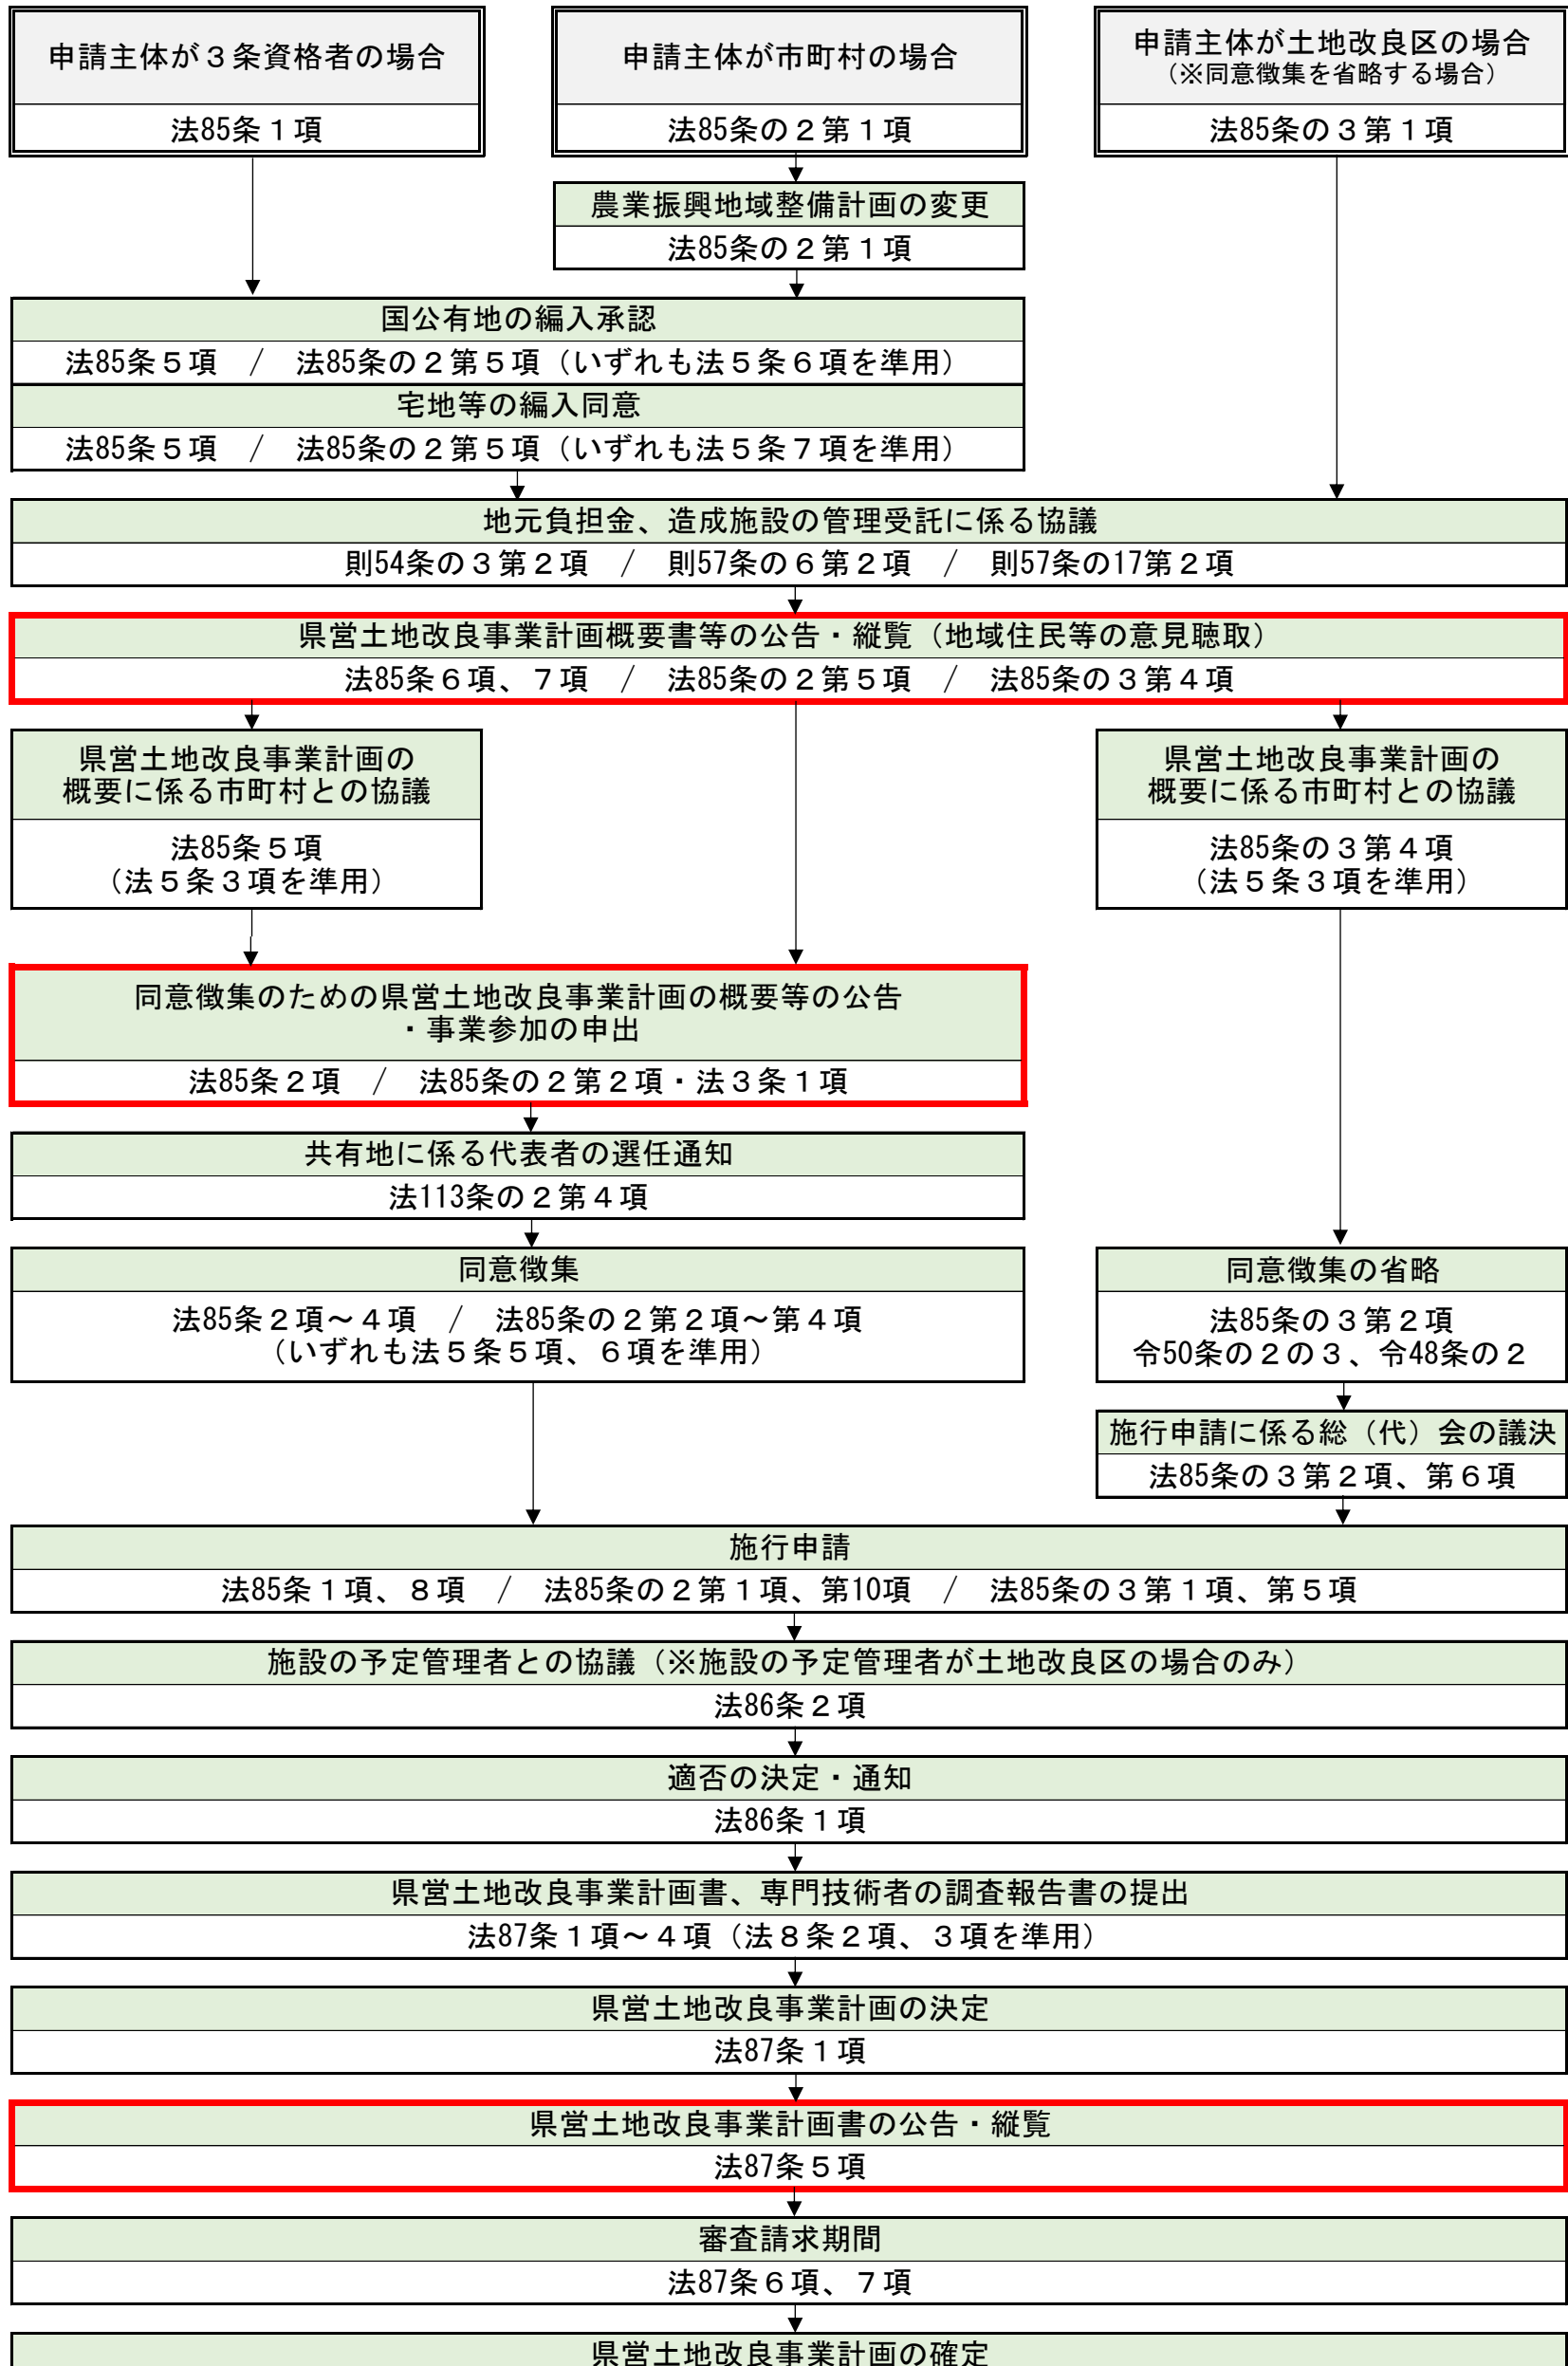 申請主体が３条資格者の場合
法85条１項
申請主体が市町村の場合
法85条の２第１項
申請主体が土地改良区の場合
（※同意徴集を省略する場合）
法85条の３第１項
農業振興地域整備計画の変更
法85条の２第１項
国公有地の編入承認
法85条５項　/　法85条の２第５項（いずれも法５条６項を準用）
宅地等の編入同意
法85条５項　/　法85条の２第５項（いずれも法５条７項を準用）
地元負担金、造成施設の管理受託に係る協議
則54条の３第２項　/　則57条の６第２項　/　則57条の17第２項
県営土地改良事業計画概要書等の公告・縦覧（地域住民等の意見聴取）
法85条６項、７項　/　法85条の２第５項　/　法85条の３第４項
県営土地改良事業計画の
概要に係る市町村との協議
法85条５項
（法５条３項を準用）
県営土地改良事業計画の
概要に係る市町村との協議
法85条の３第４項
（法５条３項を準用）
同意徴集のための県営土地改良事業計画の概要等の公告
・事業参加の申出
法85条２項　/　法85条の２第２項・法３条１項
共有地に係る代表者の選任通知
法113条の２第４項
同意徴集
法85条２項～４項　/　法85条の２第２項～第４項
（いずれも法５条５項、６項を準用）
同意徴集の省略
法85条の３第２項
令50条の２の３、令48条の２
施行申請に係る総（代）会の議決
法85条の３第２項、第６項
施行申請
法85条１項、８項　/　法85条の２第１項、第10項　/　法85条の３第１項、第５項
施設の予定管理者との協議（※施設の予定管理者が土地改良区の場合のみ）
法86条２項
適否の決定・通知
法86条１項
県営土地改良事業計画書、専門技術者の調査報告書の提出
法87条１項～４項（法８条２項、３項を準用）
県営土地改良事業計画の決定
法87条１項
県営土地改良事業計画書の公告・縦覧
法87条５項
審査請求期間
法87条６項、７項
県営土地改良事業計画の確定